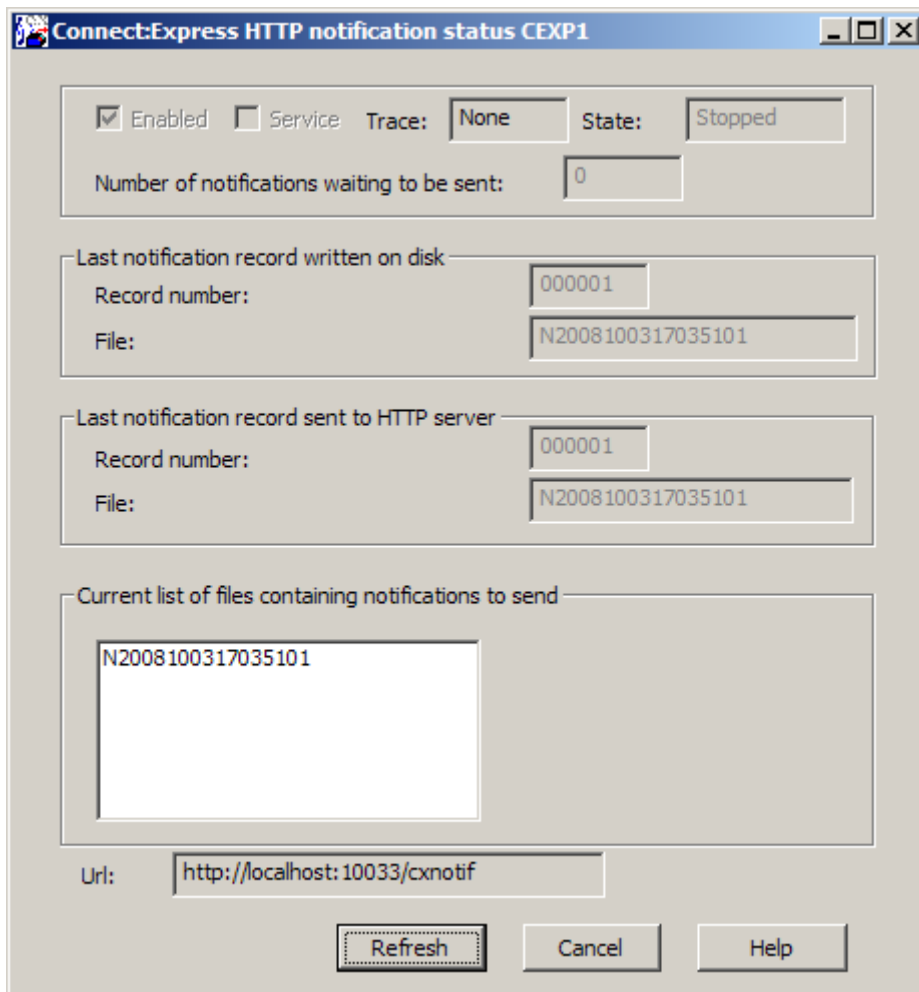 Connect:Express HTTP notification status CEXP1
Enabled Service Trace: None State: Stopped
Number of notifications waiting to be sent: 0
Last notification record written on disk
Record number: 000001
File: N2008100317035101
Last notification record sent to HTTP server
Record number: 000001
File: N2008100317035101
Current list of files containing notifications to send
N2008100317035101
Url: http://localhost:10033/cxnotif
Refresh Cancel Help